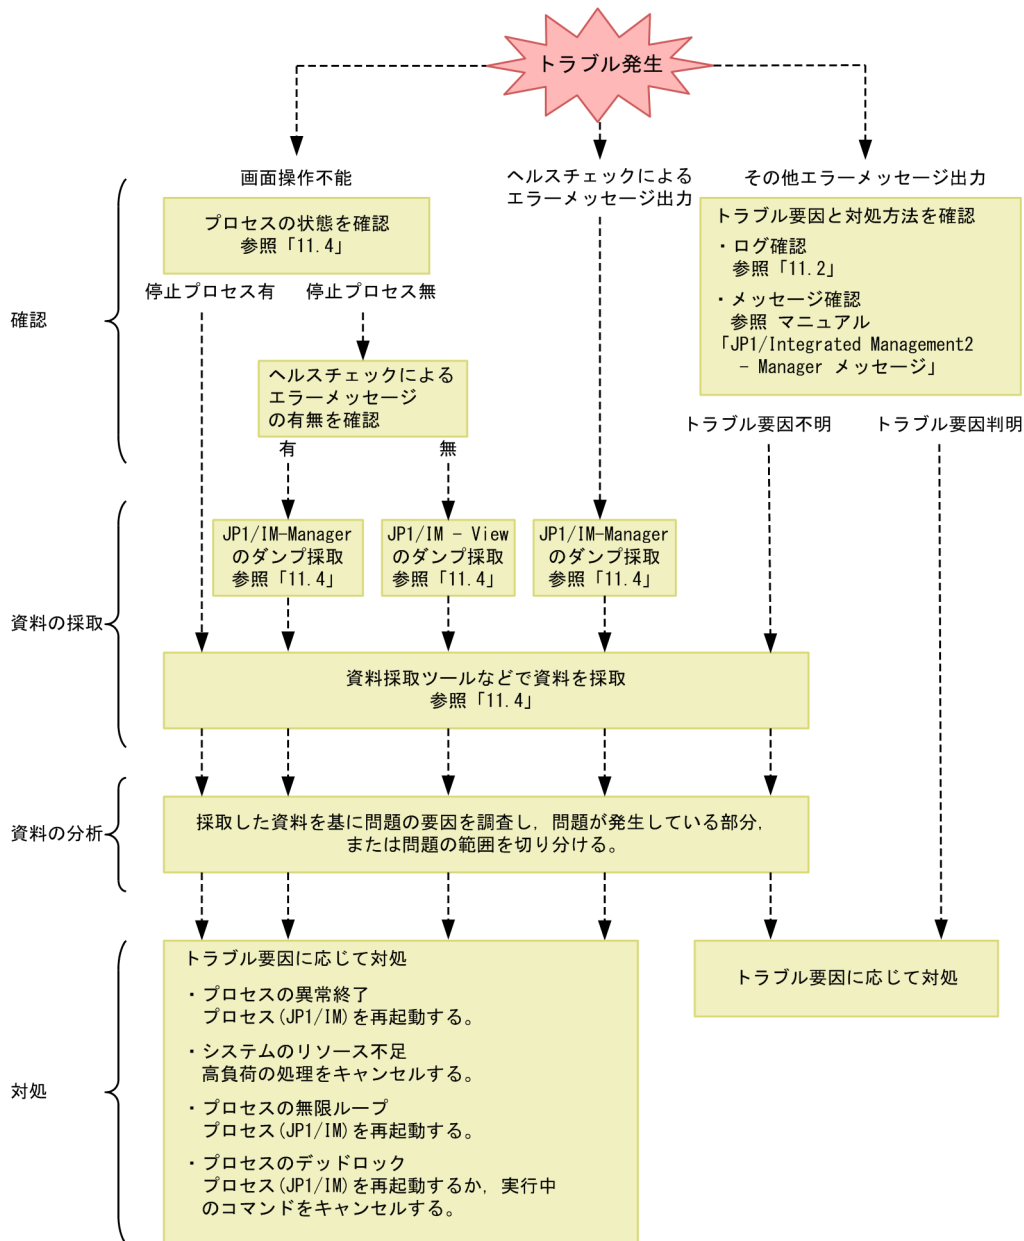 トラブル発生
画面操作不能
ヘルスチェックによる
エラーメッセージ出力
その他エラーメッセージ出力
確認
プロセスの状態を確認
参照「11.4」
停止プロセス有
停止プロセス無
ヘルスチェックによる
エラーメッセージ
の有無を確認
有
無
トラブル要因と対処方法を確認
・ログ確認
参照「11.2」
・メッセージ確認
参照 マニュアル
「JP1/Integrated Management2
- Manager メッセージ」
トラブル要因不明
トラブル要因判明
資料の採取
JP1/IM-Manager
のダンプ採取
参照「11.4」
JP1/IM - View
のダンプ採取
参照「11.4」
JP1/IM-Manager
のダンプ採取
参照「11.4」
資料採取ツールなどで資料を採取
参照「11.4」
資料の分析
採取した資料を基に問題の要因を調査し，問題が発生している部分，
または問題の範囲を切り分ける。
対処
トラブル要因に応じて対処
・プロセスの異常終了
プロセス(JP1/IM)を再起動する。
・システムのリソース不足
高負荷の処理をキャンセルする。
・プロセスの無限ループ
プロセス(JP1/IM)を再起動する。
・プロセスのデッドロック
プロセス(JP1/IM)を再起動するか，実行中
のコマンドをキャンセルする。
トラブル要因に応じて対処